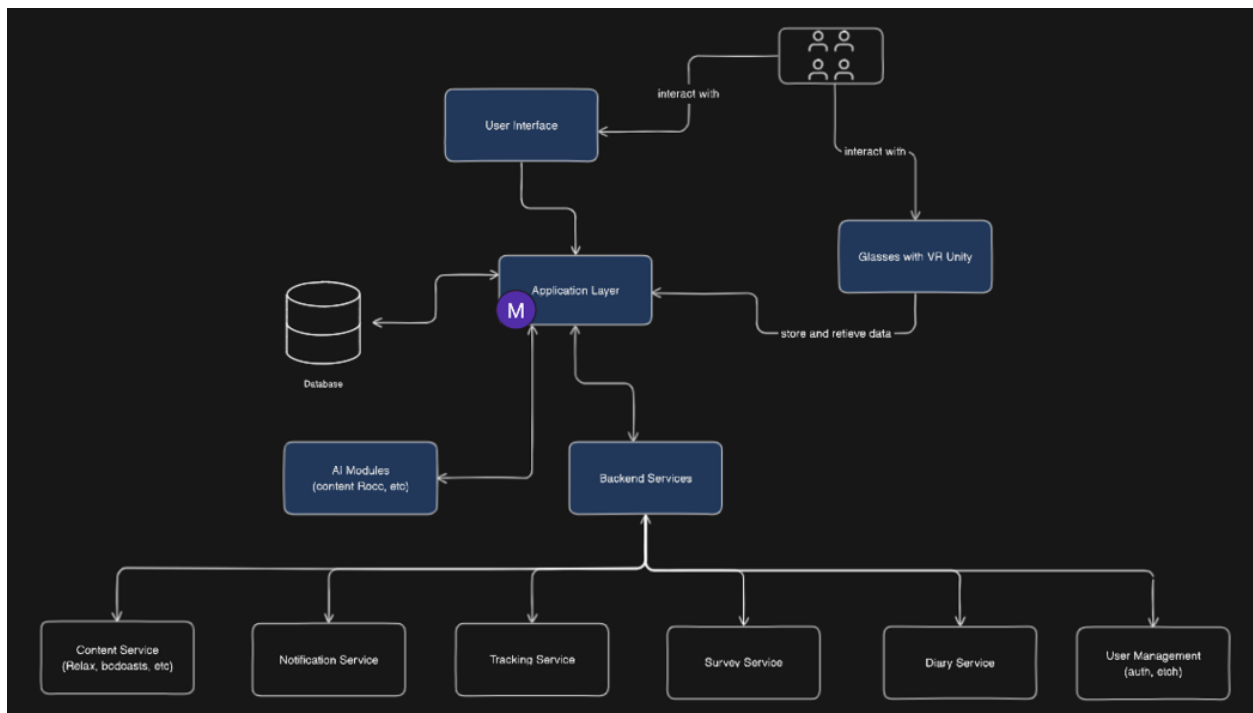 interact with
User Interface
interact with
Glasses with VR Unity
Application Layer
M
store and retieve data
Database
AI Modules
(content Rocc, etc)
Backend Services
Content Service
(Relax, bcdcasts, etc)
Notification Service
Tracking Service
Survey Service
Diary Service
User Management
(auth, etch)